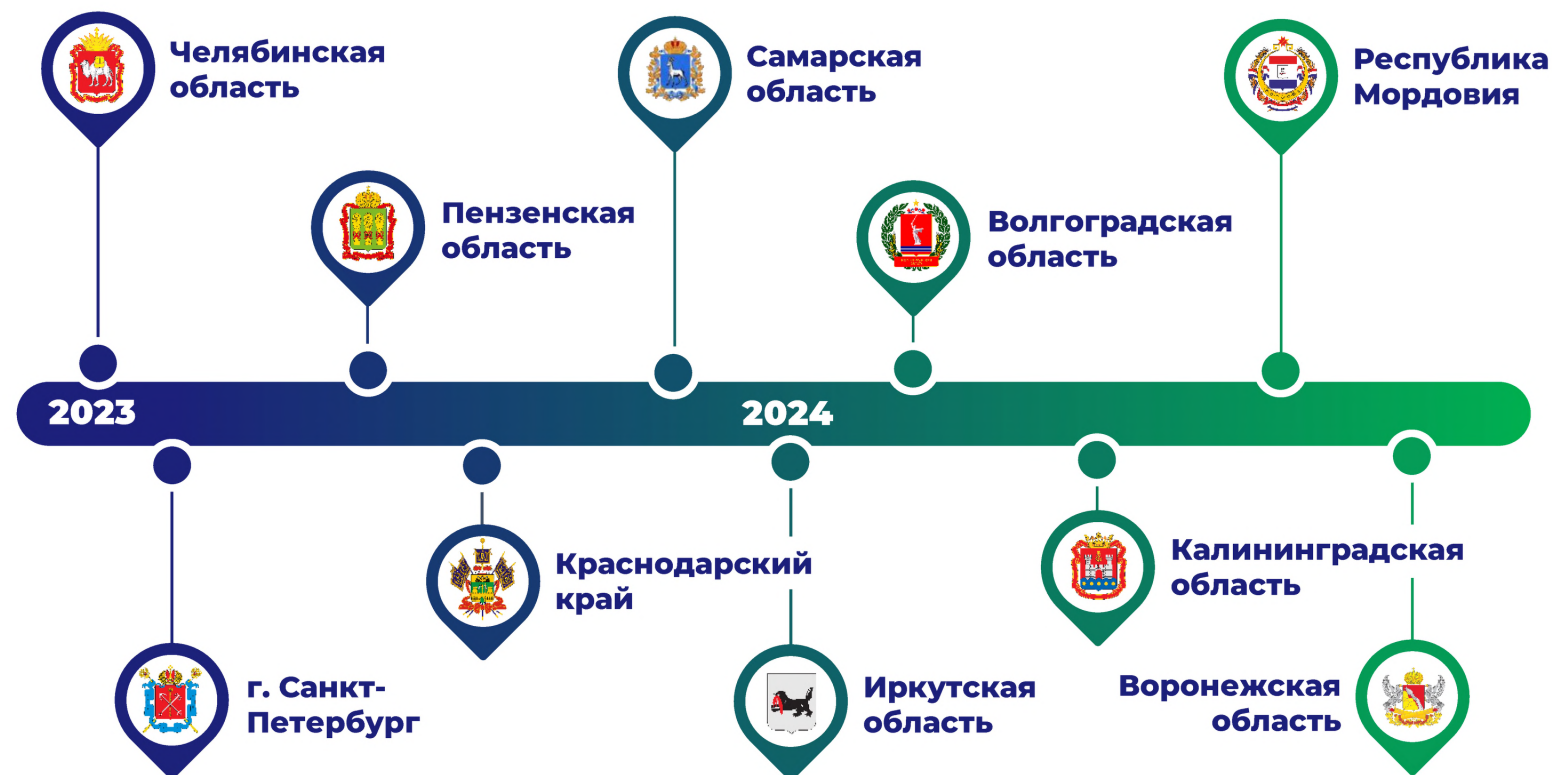 Челябинская
область
Самарская
область
Республика
Мордовия
Пензенская
область
Волгоградская
область
2023
2024
Краснодарский
край
Калининградская
область
г. Санкт-
Петербург
Иркутская
область
Воронежская
область